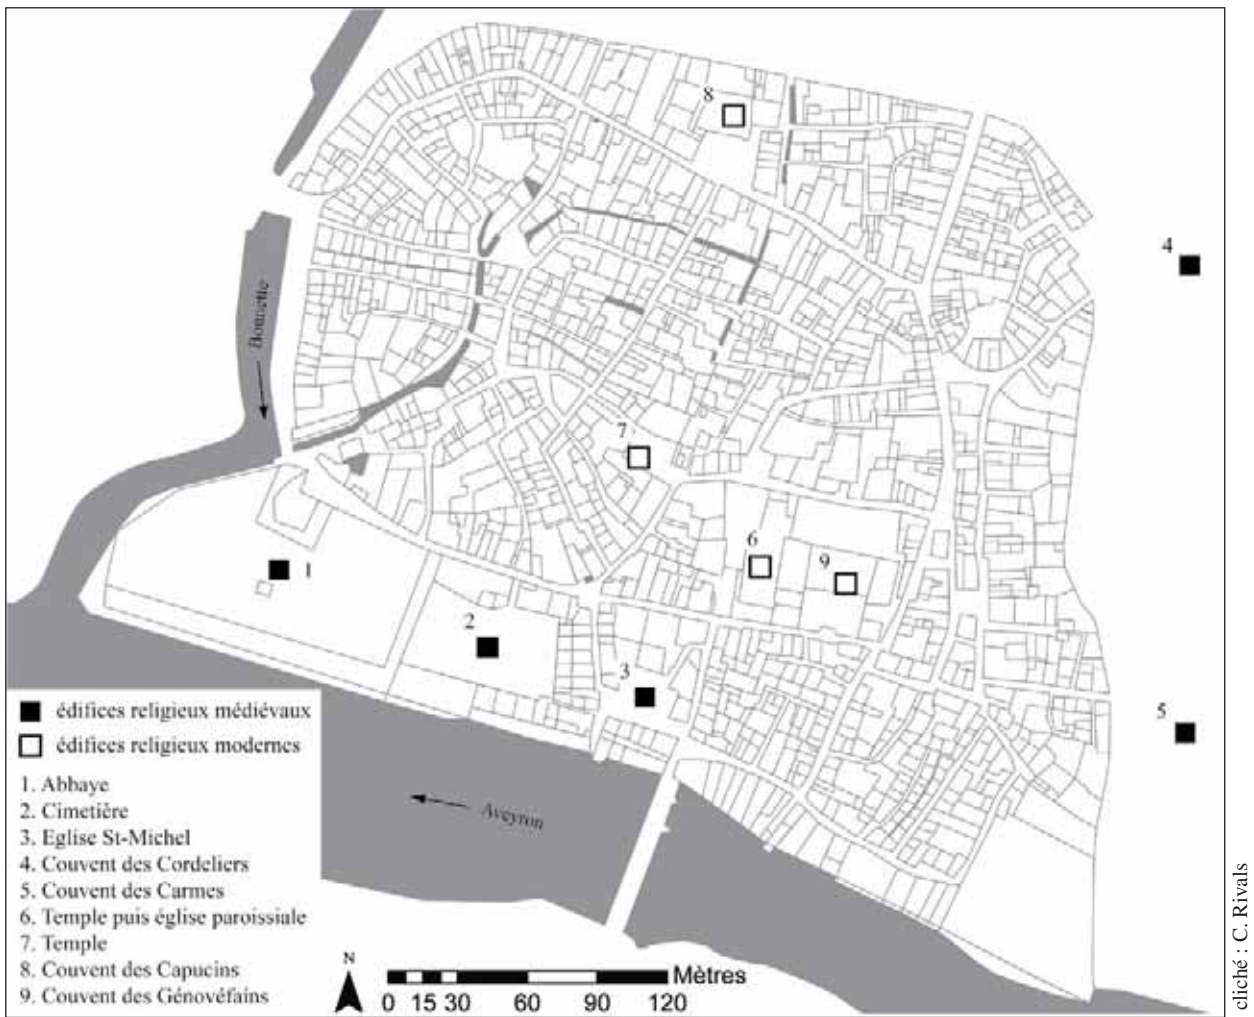 8
4
Bonnette
7
6
9
1
2
3
5
édifices religieux médiévaux
édifices religieux modernes
1. Abbaye
2. Cimetière
3. Eglise St-Michel
4. Couvent des Cordeliers
5. Couvent des Carmes
6. Temple puis église paroissiale
7. Temple
8. Couvent des Capucins
9. Couvent des Génovéfains
Aveyron
N
Mètres
0 15 30 60 90 120
cliché : C. Rivals